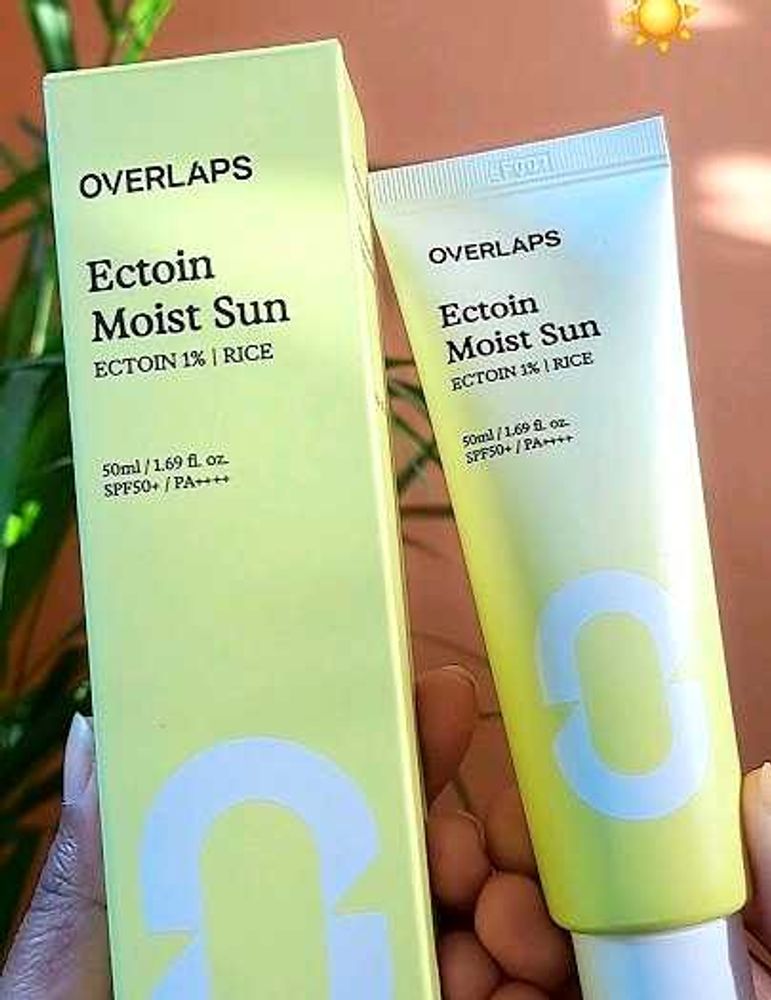 OVERLAPS
Ectoin
Moist Sun
ECTOIN 1% | RICE
50ml / 1.69 fl. oz.
SPF50+ / PA++++
OVERLAPS
Ectoin
Moist Sun
ECTOIN 1% | RICE
50ml / 1.69 fl. oz.
SPF50+ / PA++++